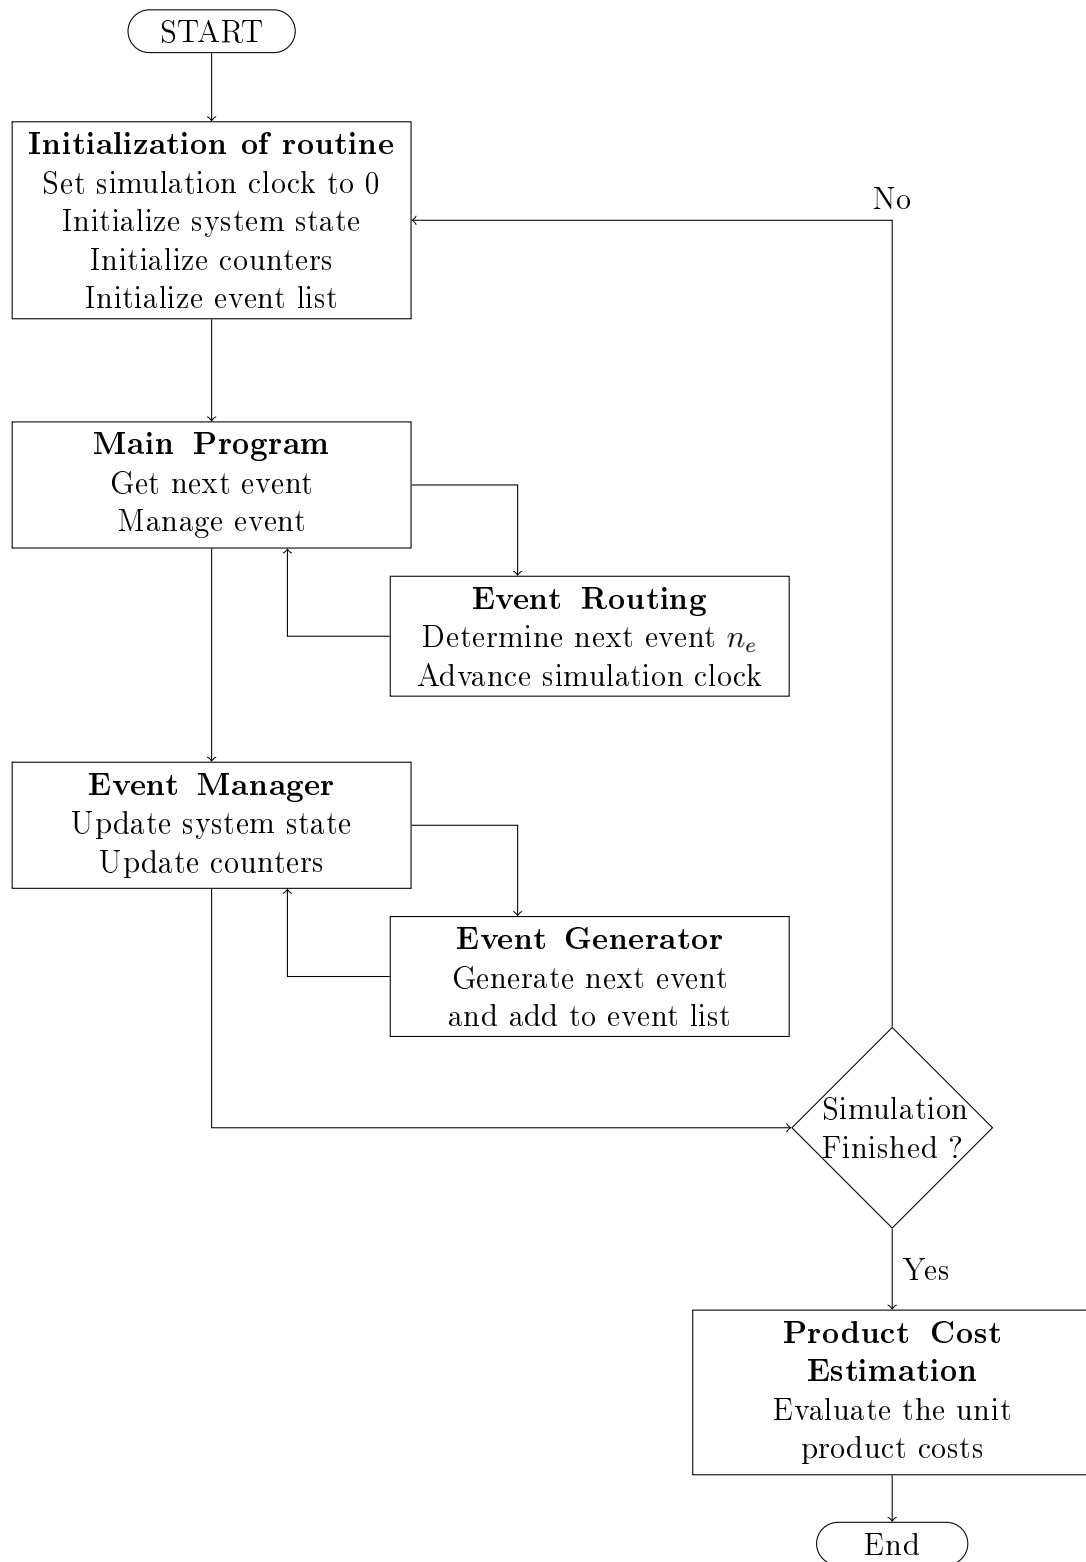 START
Initialization of routine
Set simulation clock to 0
Initialize system state
Initialize counters
Initialize event list
No
Main Program
Get next event
Manage event
Event Routing
Determine next event nₑ
Advance simulation clock
Event Manager
Update system state
Update counters
Event Generator
Generate next event
and add to event list
Simulation
Finished ?
Yes
Product Cost
Estimation
Evaluate the unit
product costs
End